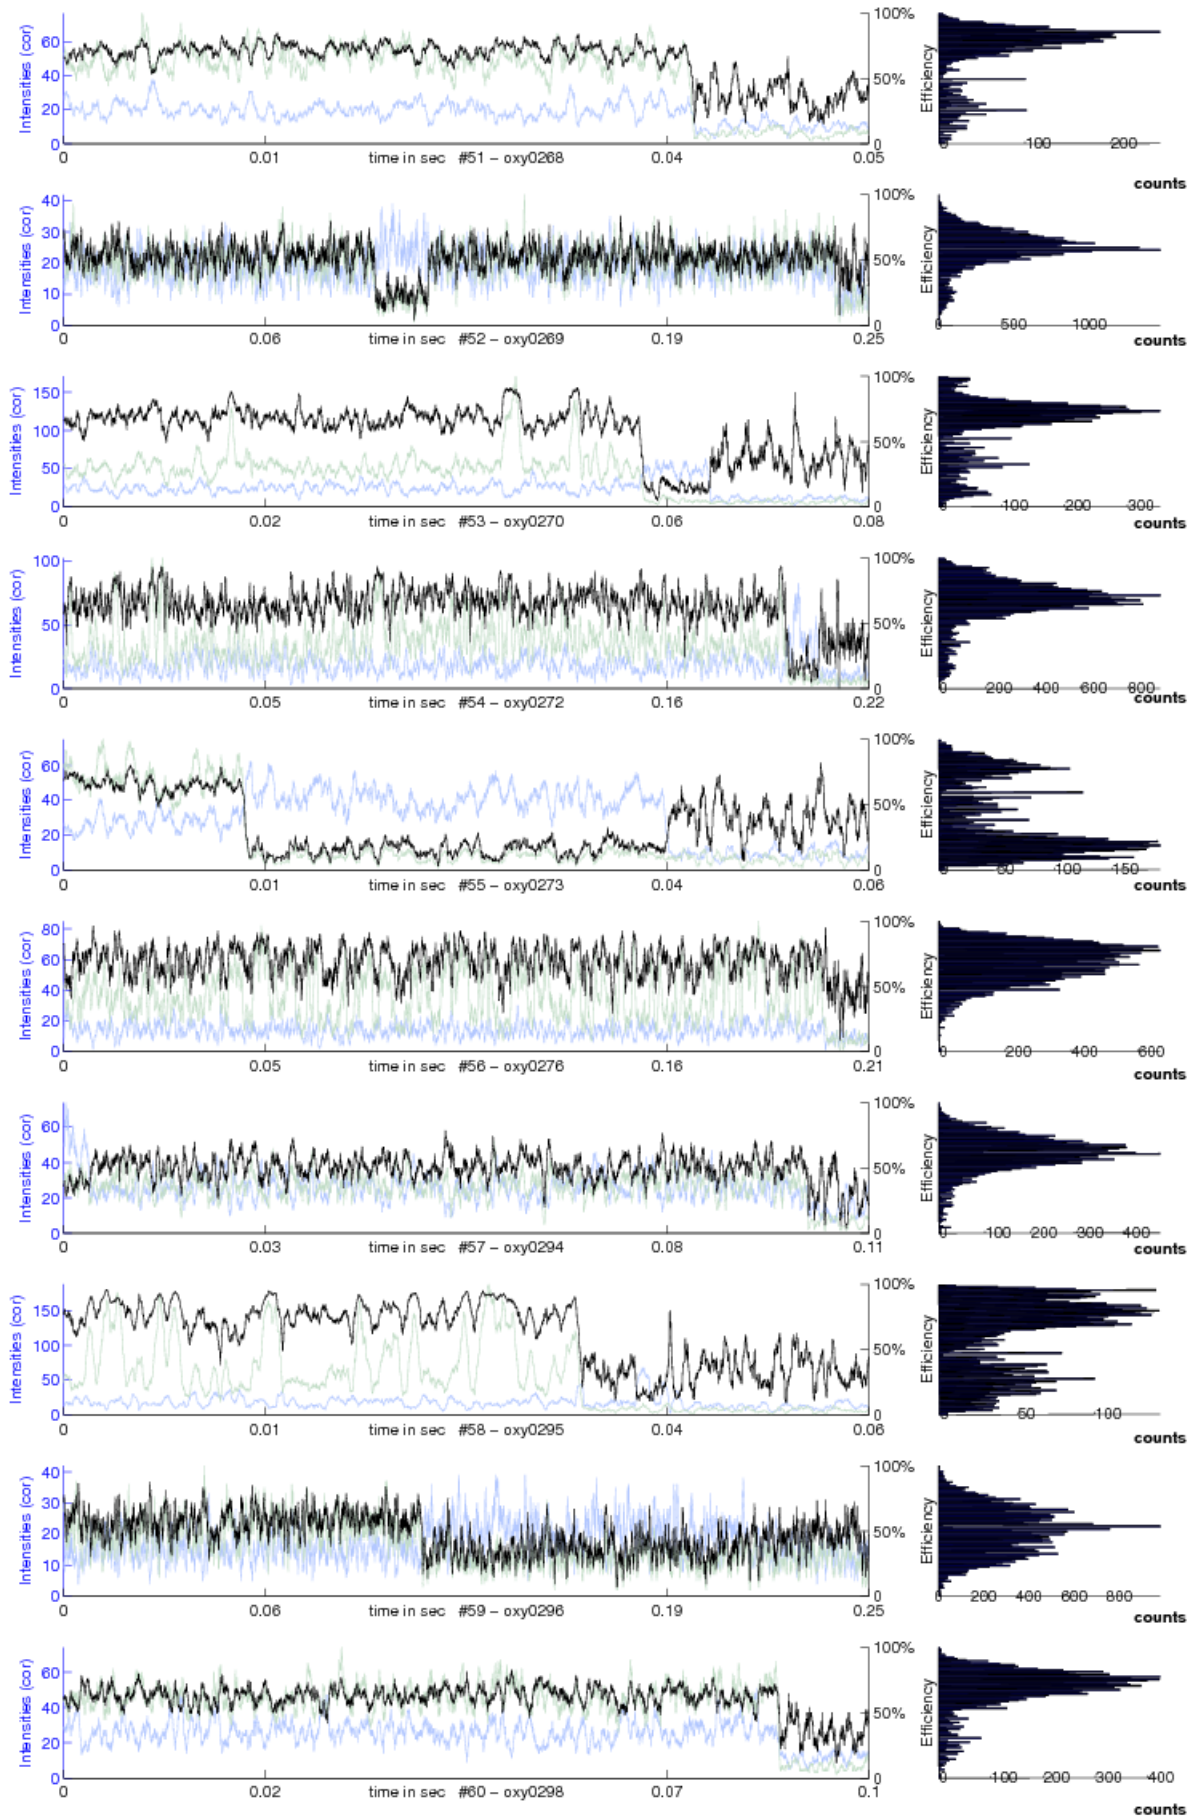 Intensities (cor)
60
40
20
0
100%
50%
0
Efficiency
0 0.01 time in sec #51 – oxy0268 0.04 0.05
0 100 200
counts
Intensities (cor)
40
30
20
10
0
100%
50%
0
Efficiency
0 0.06 time in sec #52 – oxy0269 0.19 0.25
0 500 1000
counts
Intensities (cor)
150
100
50
0
100%
50%
0
Efficiency
0 0.02 time in sec #53 – oxy0270 0.06 0.08
0 100 200 300
counts
Intensities (cor)
100
50
0
100%
50%
0
Efficiency
0 0.05 time in sec #54 – oxy0272 0.16 0.22
0 200 400 600 800
counts
Intensities (cor)
60
40
20
0
100%
50%
0
Efficiency
0 0.01 time in sec #55 – oxy0273 0.04 0.06
0 50 100 150
counts
Intensities (cor)
80
60
40
20
0
100%
50%
0
Efficiency
0 0.05 time in sec #56 – oxy0276 0.16 0.21
0 200 400 600
counts
Intensities (cor)
60
40
20
0
100%
50%
0
Efficiency
0 0.03 time in sec #57 – oxy0294 0.08 0.11
0 100 200 300 400
counts
Intensities (cor)
150
100
50
0
100%
50%
0
Efficiency
0 0.01 time in sec #58 – oxy0295 0.04 0.06
0 50 100
counts
Intensities (cor)
40
30
20
10
0
100%
50%
0
Efficiency
0 0.06 time in sec #59 – oxy0296 0.19 0.25
0 200 400 600 800
counts
Intensities (cor)
60
40
20
0
100%
50%
0
Efficiency
0 0.02 time in sec #60 – oxy0298 0.07 0.1
0 100 200 300 400
counts